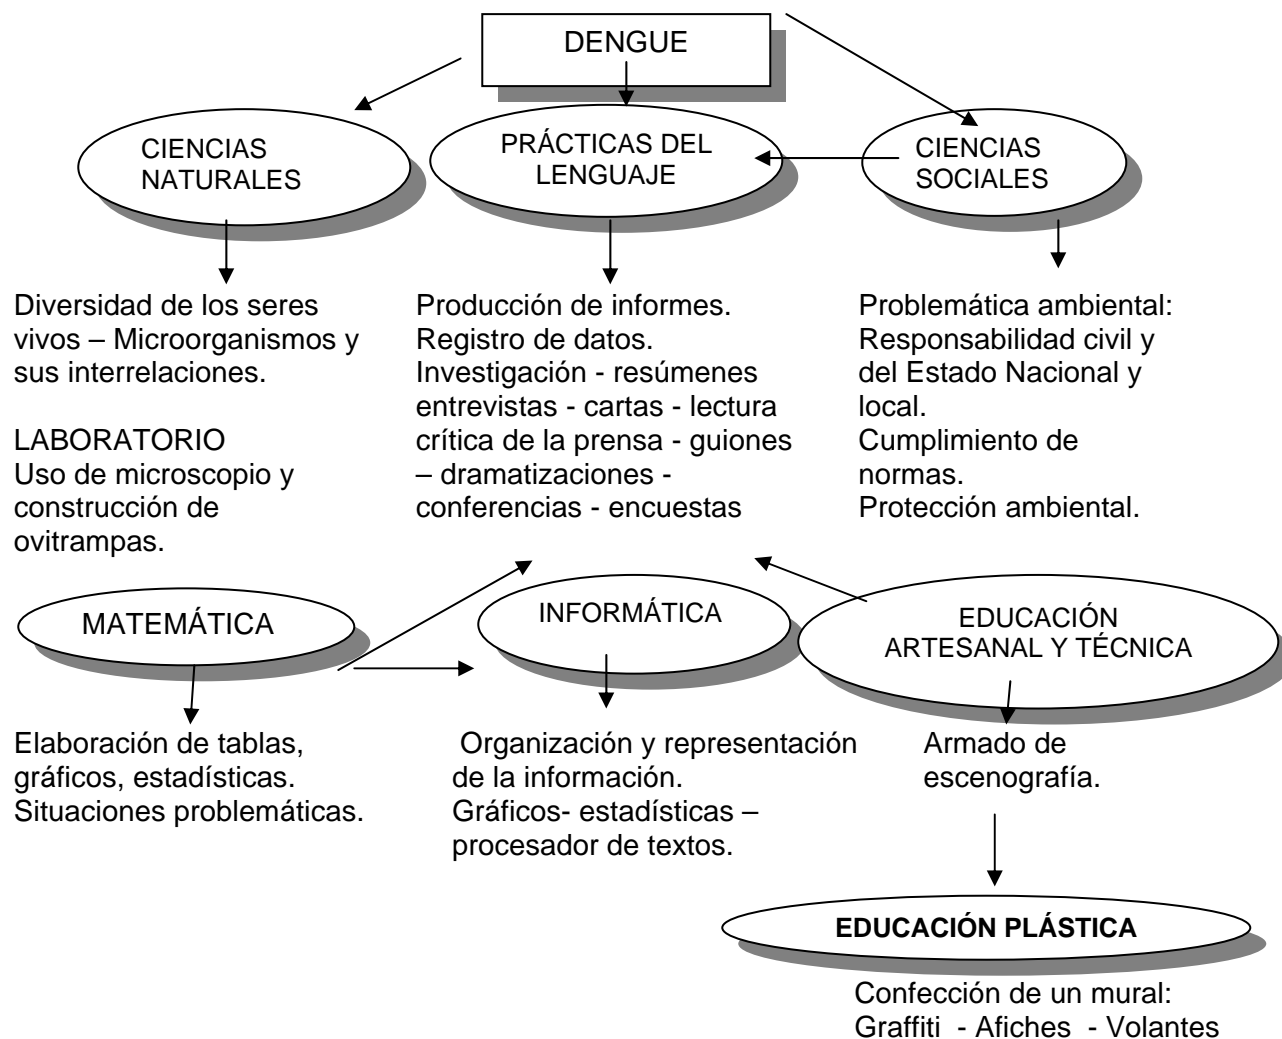 DENGUE
CIENCIAS
NATURALES
PRÁCTICAS DEL
LENGUAJE
CIENCIAS
SOCIALES
Diversidad de los seres
vivos – Microorganismos y
sus interrelaciones.
LABORATORIO
Uso de microscopio y
construcción de
ovitrampas.
Producción de informes.
Registro de datos.
Investigación - resúmenes
entrevistas - cartas - lectura
crítica de la prensa - guiones
– dramatizaciones -
conferencias - encuestas
Problemática ambiental:
Responsabilidad civil y
del Estado Nacional y
local.
Cumplimiento de
normas.
Protección ambiental.
MATEMÁTICA
INFORMÁTICA
EDUCACIÓN
ARTESANAL Y TÉCNICA
Elaboración de tablas,
gráficos, estadísticas.
Situaciones problemáticas.
Organización y representación
de la información.
Gráficos- estadísticas –
procesador de textos.
Armado de
escenografía.
EDUCACIÓN PLÁSTICA
Confección de un mural:
Graffiti - Afiches - Volantes